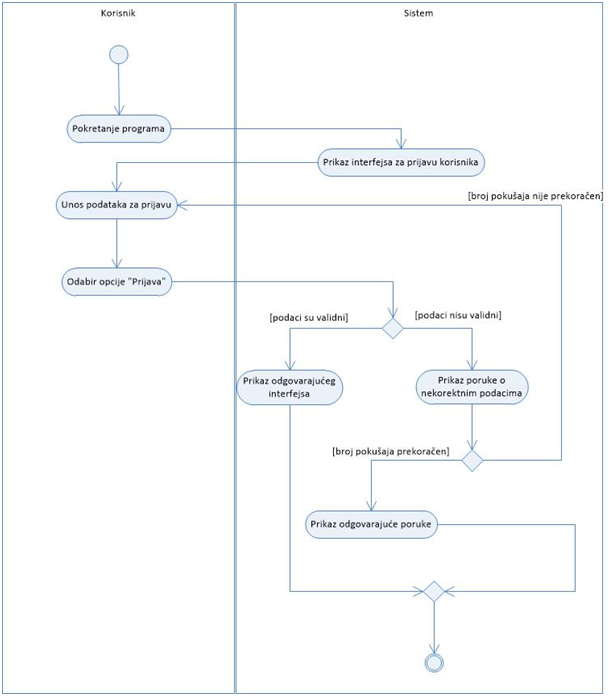 Korisnik
Sistem
Pokretanje programa
Prikaz interfejsa za prijavu korisnika
[broj pokušaja nije prekoračen]
Unos podataka za prijavu
Odabir opcije "Prijava"
[podaci su validni]
[podaci nisu validni]
Prikaz odgovarajućeg
interfejsa
Prikaz poruke o
nekorektnim podacima
[broj pokušaja prekoračen]
Prikaz odgovarajuće poruke